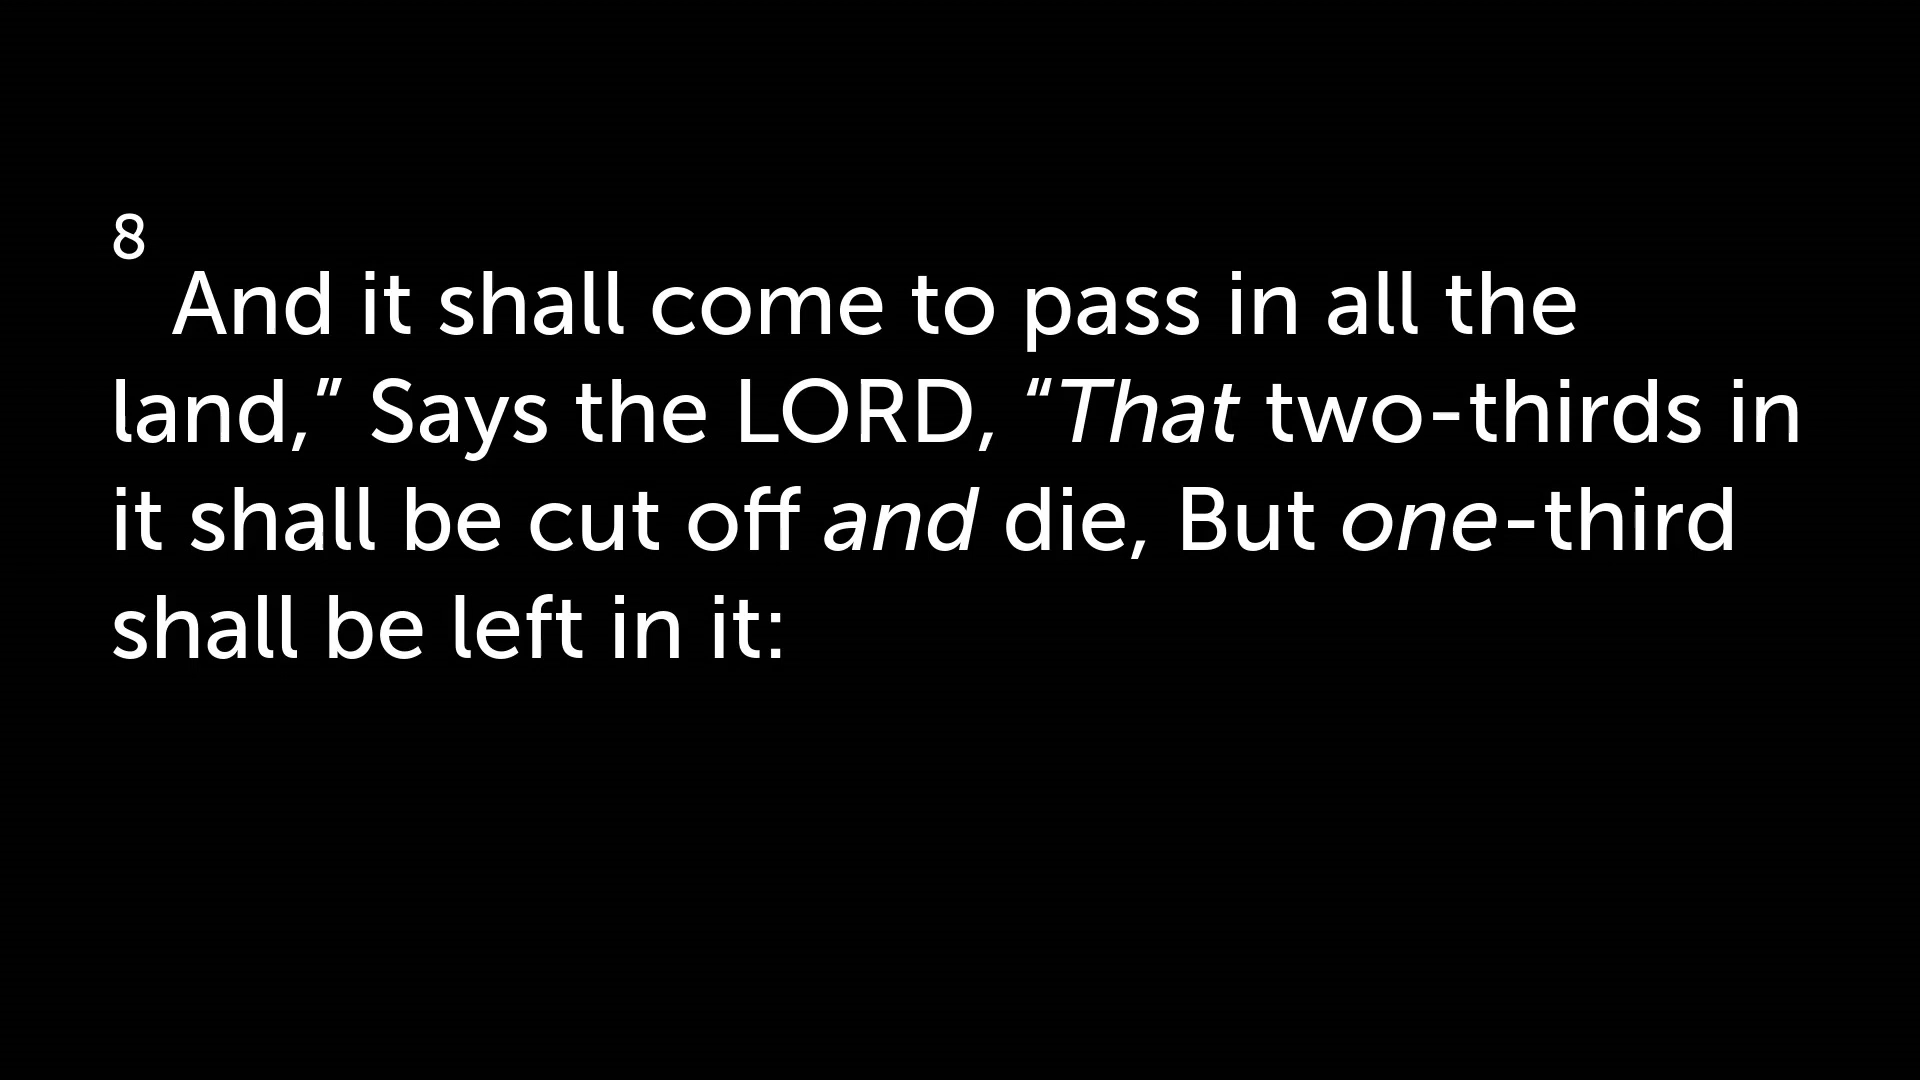 8
And it shall come to pass in all the
land,” Says the LORD, “That two-thirds in
it shall be cut off and die, But one-third
shall be left in it: